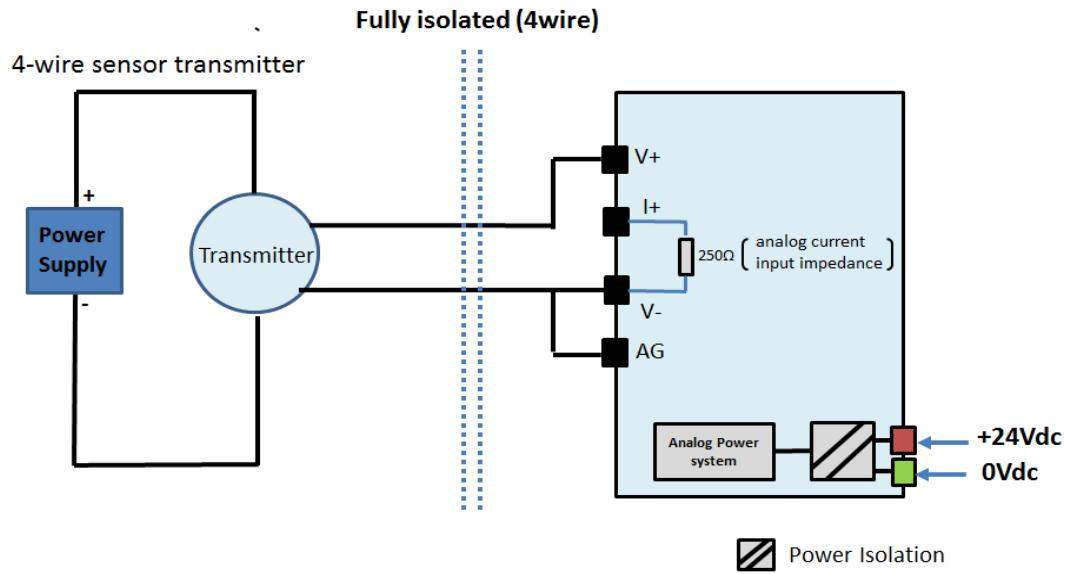 Fully isolated (4wire)
4-wire sensor transmitter
+
Power
Supply
-
Transmitter
V+
I+
250Ω
analog current
input impedance
V-
AG
Analog Power
system
+24Vdc
0Vdc
Power Isolation